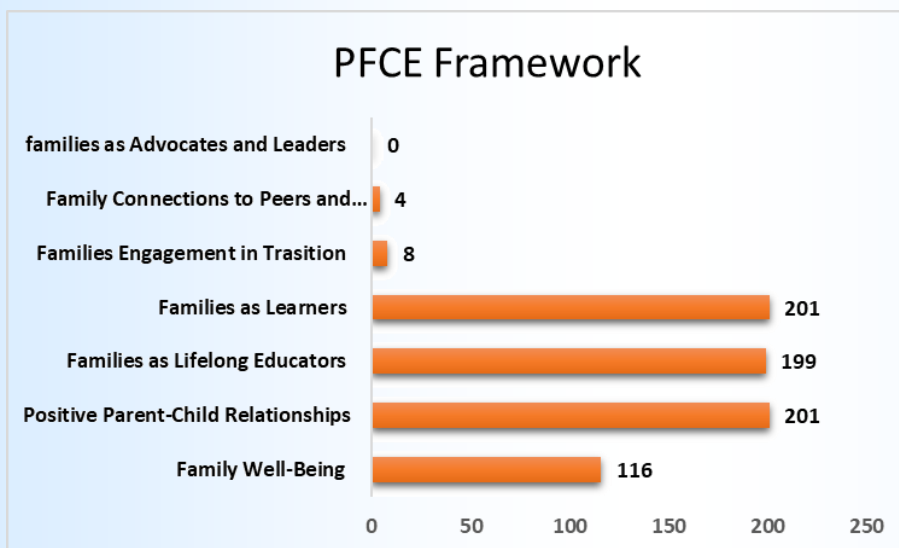 PFCE Framework
families as Advocates and Leaders 0
Family Connections to Peers and... 4
Families Engagement in Trasition 8
Families as Learners 201
Families as Lifelong Educators 199
Positive Parent-Child Relationships 201
Family Well-Being 116
0 50 100 150 200 250